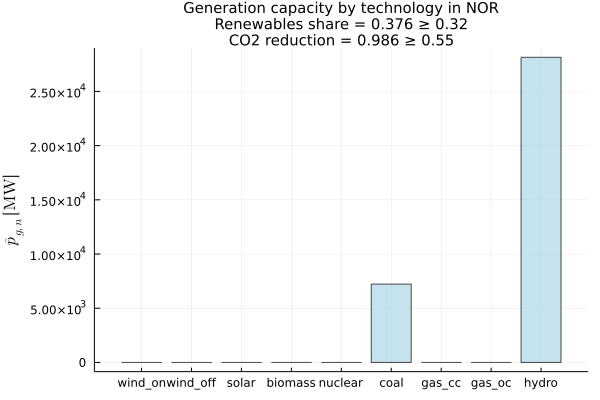 Generation capacity by technology in NOR
Renewables share = 0.376 ≥ 0.32
CO2 reduction = 0.986 ≥ 0.55
p̄g,n [MW]
2.50×10⁴
2.00×10⁴
1.50×10⁴
1.00×10⁴
5.00×10³
0
wind_on wind_off solar biomass nuclear coal gas_cc gas_oc hydro